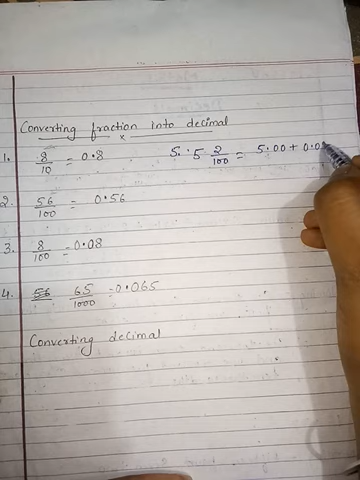 Converting fraction into decimal
1. 8/10 = 0.8
5. 5 2/100 = 5.00 + 0.0
2. 56/100 = 0.56
3. 8/100 = 0.08
4. 65/1000 = 0.065
Converting decimal